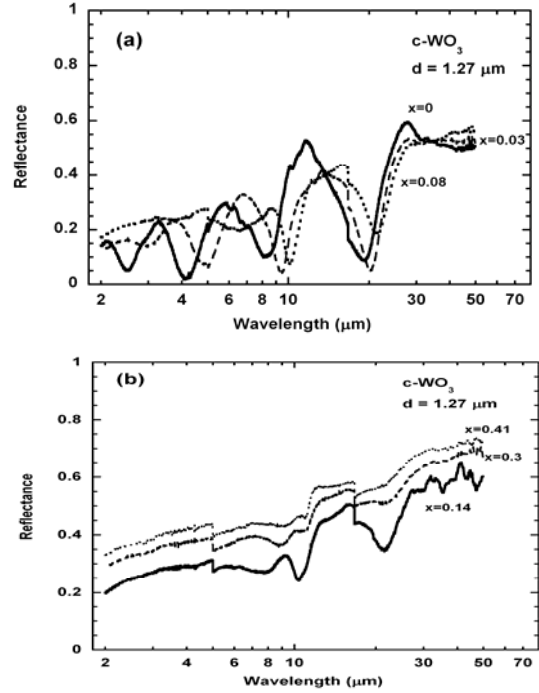 1
(a)
c-WO3
0.8
d = 1.27 μm
x=0
0.6
x=0.03
Reflectance
0.4
x=0.08
0.2
0
2 4 6 8 10 30 50 70
Wavelength (μm)
1
(b)
c-WO3
d = 1.27 μm
0.8
x=0.41
x=0.3
0.6
x=0.14
Reflectance
0.4
0.2
0
2 4 6 8 10 30 50 70
Wavelength (μm)